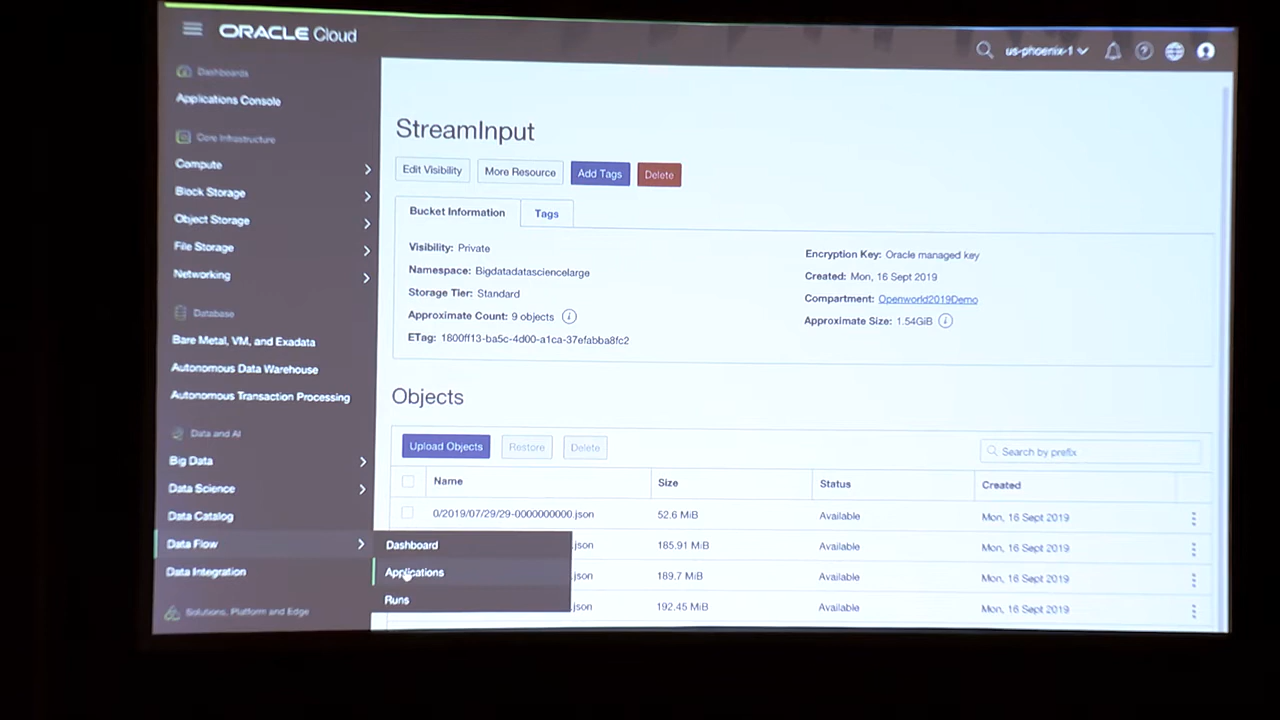 ORACLE Cloud
us-phoenix-1
Dashboards
Applications Console
Core Infrastructure
Compute
Block Storage
Object Storage
File Storage
Networking
Database
Bare Metal, VM, and Exadata
Autonomous Data Warehouse
Autonomous Transaction Processing
Data and AI
Big Data
Data Science
Data Catalog
Data Flow
Data Integration
Solutions, Platform and Edge
Dashboard
Applications
Runs
StreamInput
Edit Visibility
More Resource
Add Tags
Delete
Bucket Information
Tags
Visibility: Private
Namespace: Bigdatadatasciencelarge
Storage Tier: Standard
Approximate Count: 9 objects
ETag: 1800ff13-ba5c-4d00-a1ca-37efabba8fc2
Encryption Key: Oracle managed key
Created: Mon, 16 Sept 2019
Compartment: Openworld2019Demo
Approximate Size: 1.54GiB
Objects
Upload Objects
Restore
Delete
Search by prefix
Name Size Status Created
0/2019/07/29/29-0000000000.json 52.6 MiB Available Mon, 16 Sept 2019
.json 185.91 MiB Available Mon, 16 Sept 2019
.json 189.7 MiB Available Mon, 16 Sept 2019
.json 192.45 MiB Available Mon, 16 Sept 2019